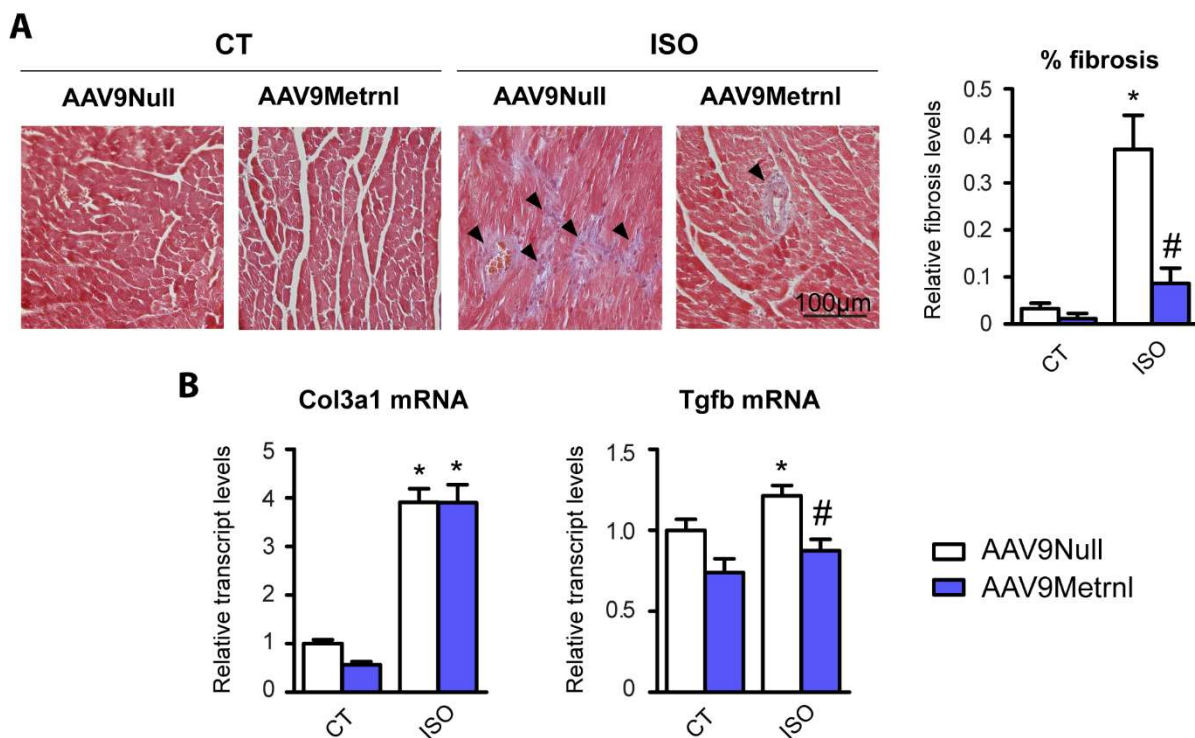 A
CT
ISO
AAV9Null
AAV9Metrnl
AAV9Null
AAV9Metrnl
100µm
% fibrosis
Relative fibrosis levels
0.5
0.4
0.3
0.2
0.1
0
*
#
CT
ISO
B
Col3a1 mRNA
Relative transcript levels
5
4
3
2
1
0
*
*
CT
ISO
Tgfb mRNA
Relative transcript levels
1.5
1.0
0.5
0.0
*
#
CT
ISO
AAV9Null
AAV9Metrnl